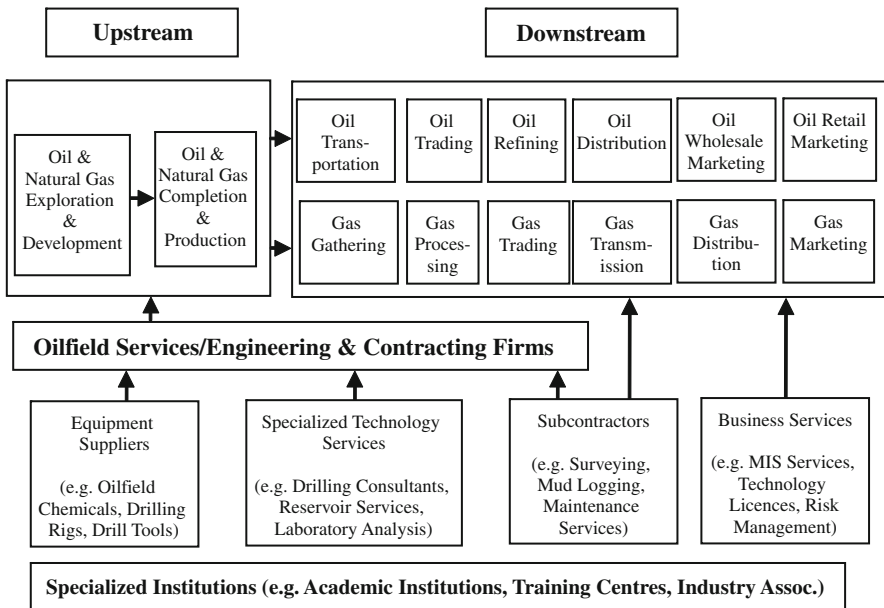 Upstream
Downstream
Oil &
Natural Gas
Exploration
&
Development
Oil &
Natural Gas
Completion
&
Production
Oil
Trans-
portation
Oil
Trading
Oil
Refining
Oil
Distribution
Oil
Wholesale
Marketing
Oil Retail
Marketing
Gas
Gathering
Gas
Proces-
sing
Gas
Trading
Gas
Transm-
ission
Gas
Distribu-
tion
Gas
Marketing
Oilfield Services/Engineering & Contracting Firms
Equipment
Suppliers
(e.g. Oilfield
Chemicals, Drilling
Rigs, Drill Tools)
Specialized Technology
Services
(e.g. Drilling Consultants,
Reservoir Services,
Laboratory Analysis)
Subcontractors
(e.g. Surveying,
Mud Logging,
Maintenance
Services)
Business Services
(e.g. MIS Services,
Technology
Licences, Risk
Management)
Specialized Institutions (e.g. Academic Institutions, Training Centres, Industry Assoc.)